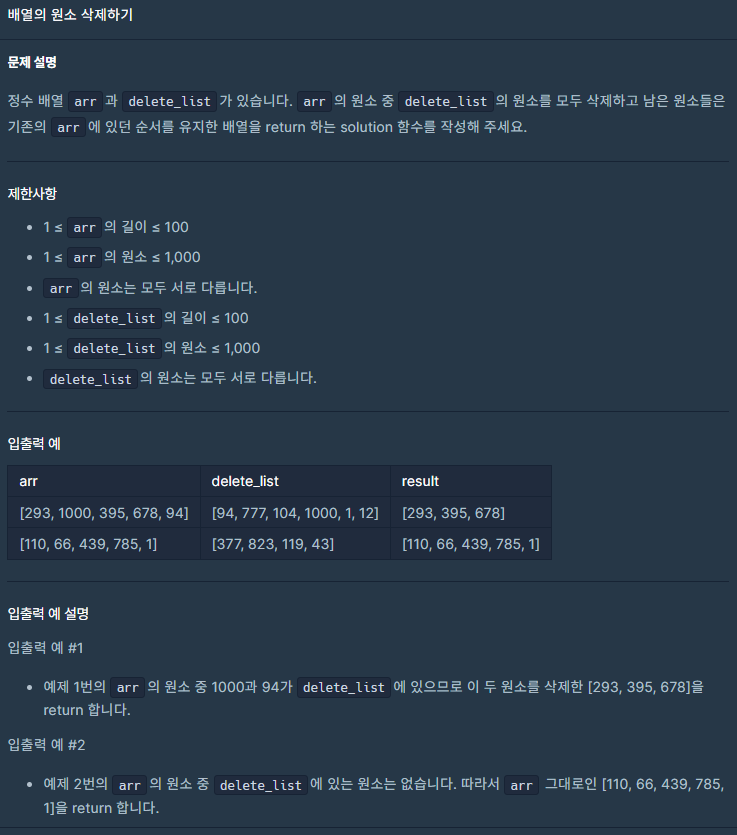 배열의 원소 삭제하기
문제 설명
정수 배열 arr 과 delete_list 가 있습니다. arr 의 원소 중 delete_list 의 원소를 모두 삭제하고 남은 원소들은
기존의 arr 에 있던 순서를 유지한 배열을 return 하는 solution 함수를 작성해 주세요.
제한사항
• 1 ≤ arr 의 길이 ≤ 100
• 1 ≤ arr 의 원소 ≤ 1,000
• arr 의 원소는 모두 서로 다릅니다.
• 1 ≤ delete_list 의 길이 ≤ 100
• 1 ≤ delete_list 의 원소 ≤ 1,000
• delete_list 의 원소는 모두 서로 다릅니다.
입출력 예
arr delete_list result
[293, 1000, 395, 678, 94] [94, 777, 104, 1000, 1, 12] [293, 395, 678]
[110, 66, 439, 785, 1] [377, 823, 119, 43] [110, 66, 439, 785, 1]
입출력 예 설명
입출력 예 #1
• 예제 1번의 arr 의 원소 중 1000과 94가 delete_list 에 있으므로 이 두 원소를 삭제한 [293, 395, 678]을
return 합니다.
입출력 예 #2
• 예제 2번의 arr 의 원소 중 delete_list 에 있는 원소는 없습니다. 따라서 arr 그대로인 [110, 66, 439, 785,
1]을 return 합니다.